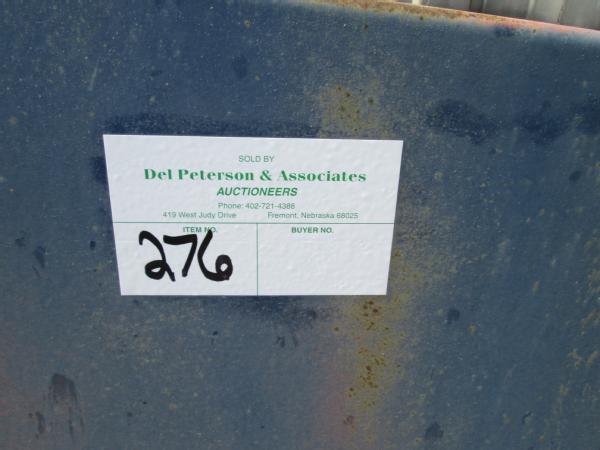 SOLD BY
Del Peterson & Associates
AUCTIONEERS
Phone: 402-721-4388
419 West Judy Drive Fremont, Nebraska 68025
ITEM NO. BUYER NO.
276